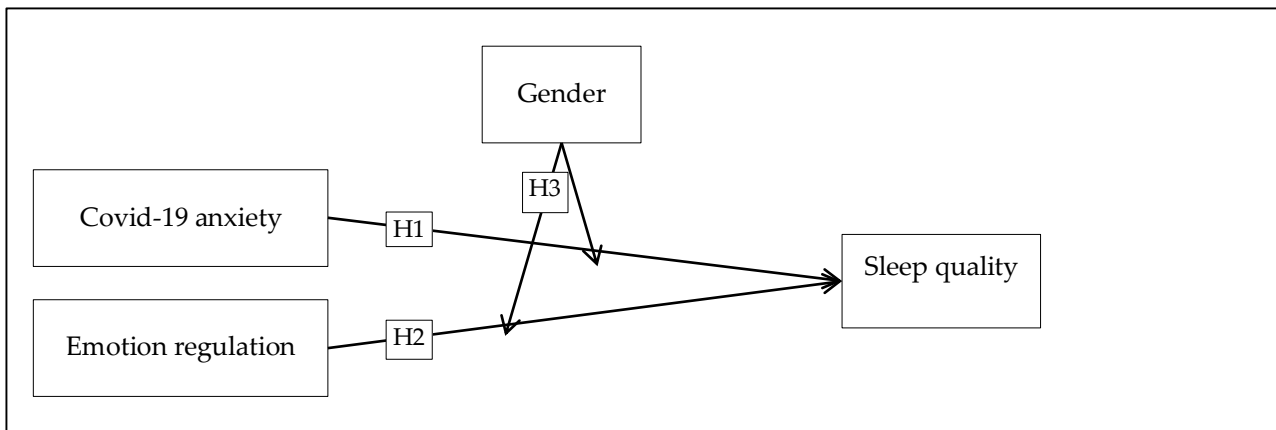 Gender
H3
Covid-19 anxiety
H1
Sleep quality
Emotion regulation
H2